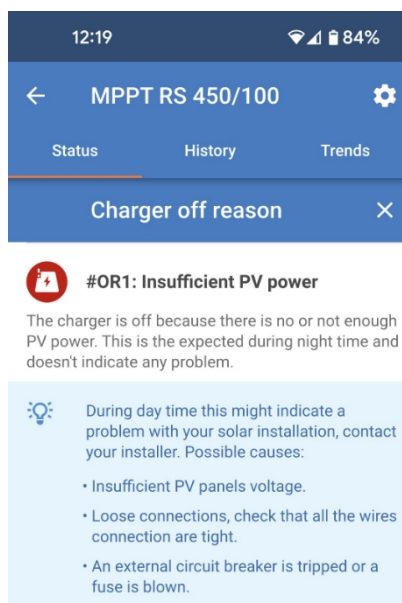 12:19 84%
MPPT RS 450/100
Status History Trends
Charger off reason
#OR1: Insufficient PV power
The charger is off because there is no or not enough
PV power. This is the expected during night time and
doesn't indicate any problem.
During day time this might indicate a
problem with your solar installation, contact
your installer. Possible causes:
• Insufficient PV panels voltage.
• Loose connections, check that all the wires
connection are tight.
• An external circuit breaker is tripped or a
fuse is blown.